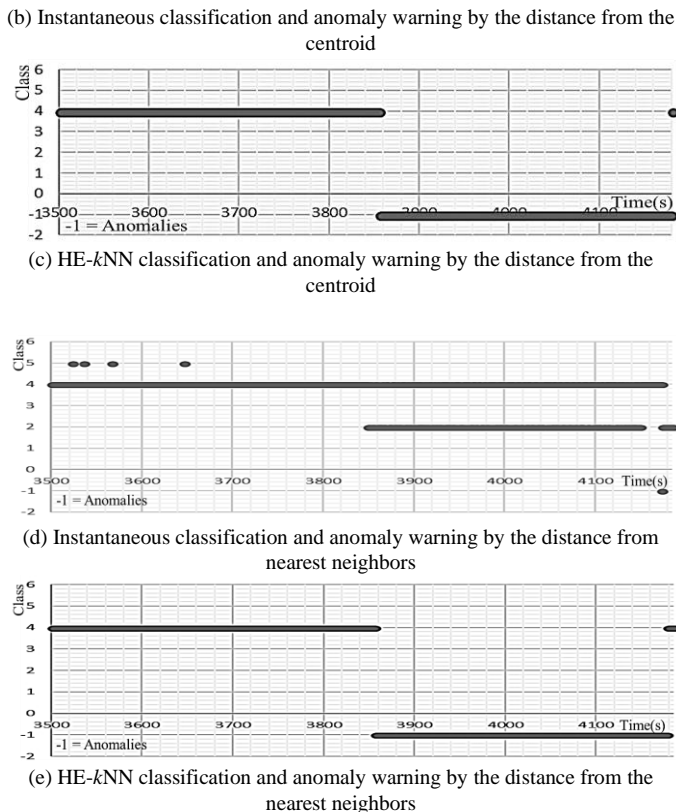 (b) Instantaneous classification and anomaly warning by the distance from the
centroid
Class
6
5
4
3
2
1
0
-1
-2
3500 3600 3700 3800 3900 4000 4100 Time(s)
-1 = Anomalies
(c) HE-kNN classification and anomaly warning by the distance from the
centroid
Class
6
5
4
3
2
1
0
-1
-2
3500 3600 3700 3800 3900 4000 4100 Time(s)
-1 = Anomalies
(d) Instantaneous classification and anomaly warning by the distance from
nearest neighbors
Class
6
5
4
3
2
1
0
-1
-2
3500 3600 3700 3800 3900 4000 4100 Time(s)
-1 = Anomalies
(e) HE-kNN classification and anomaly warning by the distance from the
nearest neighbors